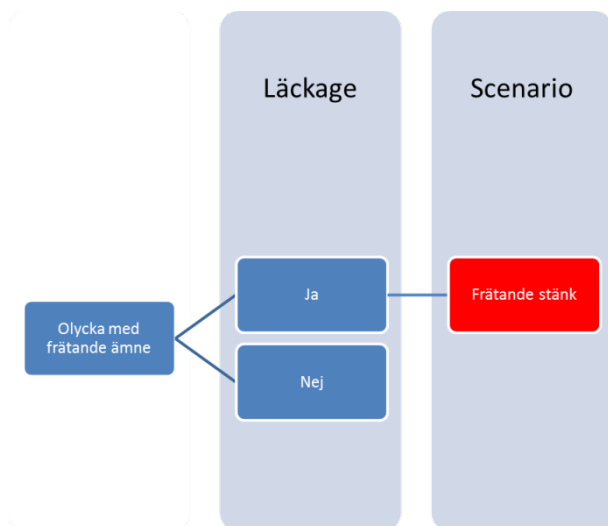 Läckage
Scenario
Ja
Frätande stänk
Olycka med
frätande ämne
Nej